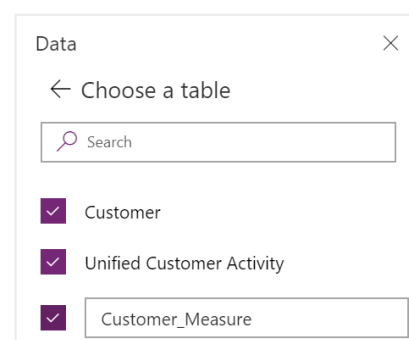 Data
Choose a table
Search
Customer
Unified Customer Activity
Customer_Measure